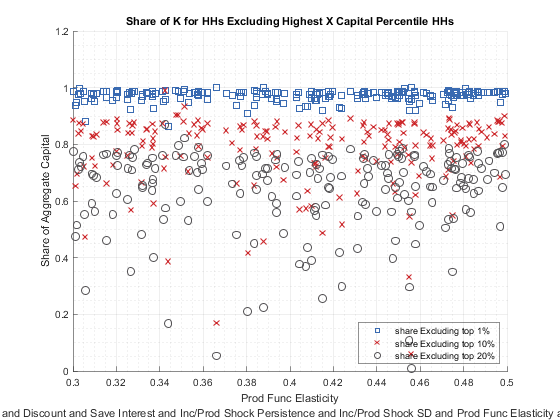 Share of K for HHs Excluding Highest X Capital Percentile HHs
1.2
1
0.8
0.6
0.4
0.2
0
Share of Aggregate Capital
share Excluding top 1%
share Excluding top 10%
share Excluding top 20%
0.3 0.32 0.34 0.36 0.38 0.4 0.42 0.44 0.46 0.48 0.5
Prod Func Elasticity
and Discount and Save Interest and Inc/Prod Shock Persistence and Inc/Prod Shock SD and Prod Func Elasticity